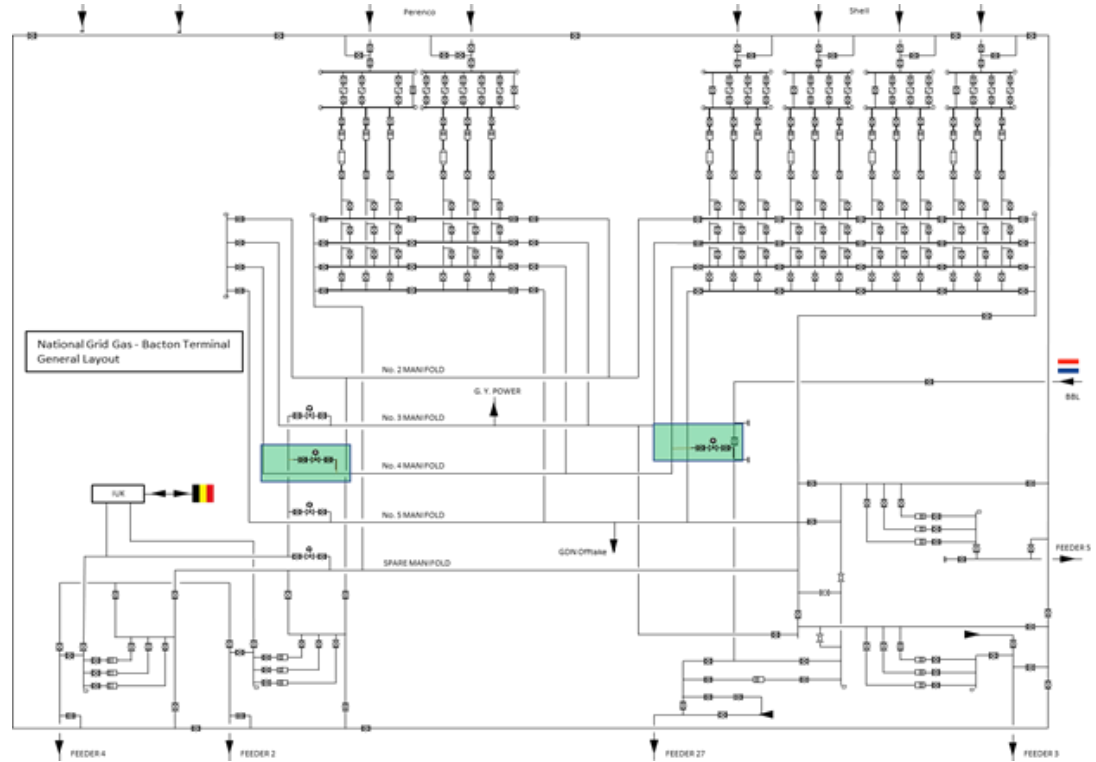 Perenco
Shell
National Grid Gas - Bacton Terminal
General Layout
No. 2 MANIFOLD
G. Y. POWER
BBL
No. 3 MANIFOLD
No. 4 MANIFOLD
IUK
No. 5 MANIFOLD
GDN Offtake
FEEDER 5
SPARE MANIFOLD
FEEDER 4
FEEDER 2
FEEDER 27
FEEDER 3